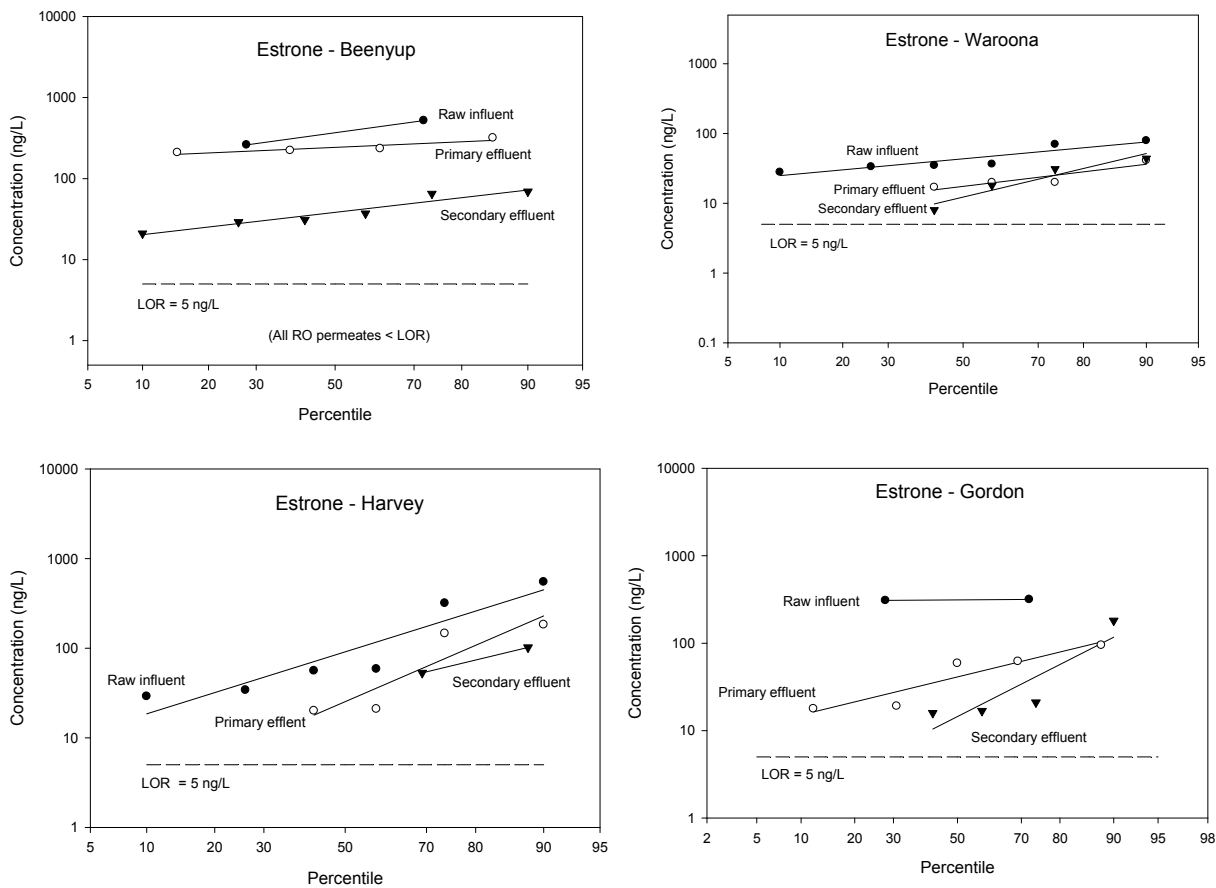 Estrone - Beenyup
Concentration (ng/L)
10000
1000
100
10
1
Raw influent
Primary effluent
Secondary effluent
LOR = 5 ng/L
(All RO permeates < LOR)
5 10 20 30 50 70 80 90 95
Percentile
Estrone - Waroona
Concentration (ng/L)
1000
100
10
1
0.1
Raw influent
Primary effluent
Secondary effluent
LOR = 5 ng/L
5 10 20 30 50 70 80 90 95
Percentile
Estrone - Harvey
Concentration (ng/L)
10000
1000
100
10
1
Raw influent
Primary efflent
Secondary effluent
LOR = 5 ng/L
5 10 20 30 50 70 80 90 95
Percentile
Estrone - Gordon
Concentration (ng/L)
10000
1000
100
10
1
Raw influent
Primary effluent
Secondary effluent
LOR = 5 ng/L
2 5 10 20 30 50 70 80 90 95 98
Percentile